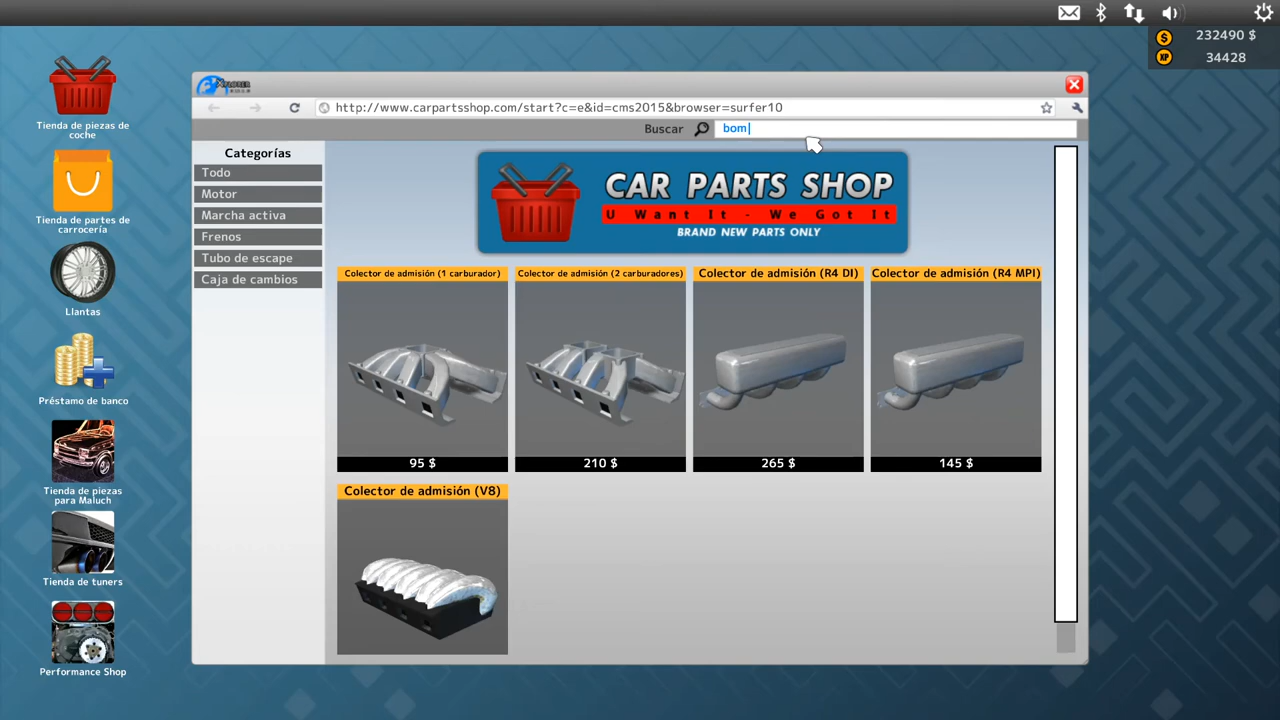 232490 $
34428
Tienda de piezas de
coche
Tienda de partes de
carrocería
Llantas
Préstamo de banco
Tienda de piezas
para Maluch
Tienda de tuners
Performance Shop
http://www.carpartsshop.com/start?c=e&id=cms2015&browser=surfer10
Buscar
bom
Categorías
Todo
Motor
Marcha activa
Frenos
Tubo de escape
Caja de cambios
CAR PARTS SHOP
U Want It - We Got It
BRAND NEW PARTS ONLY
Colector de admisión (1 carburador)
95 $
Colector de admisión (2 carburadores)
210 $
Colector de admisión (R4 DI)
265 $
Colector de admisión (R4 MPI)
145 $
Colector de admisión (V8)
$
XP